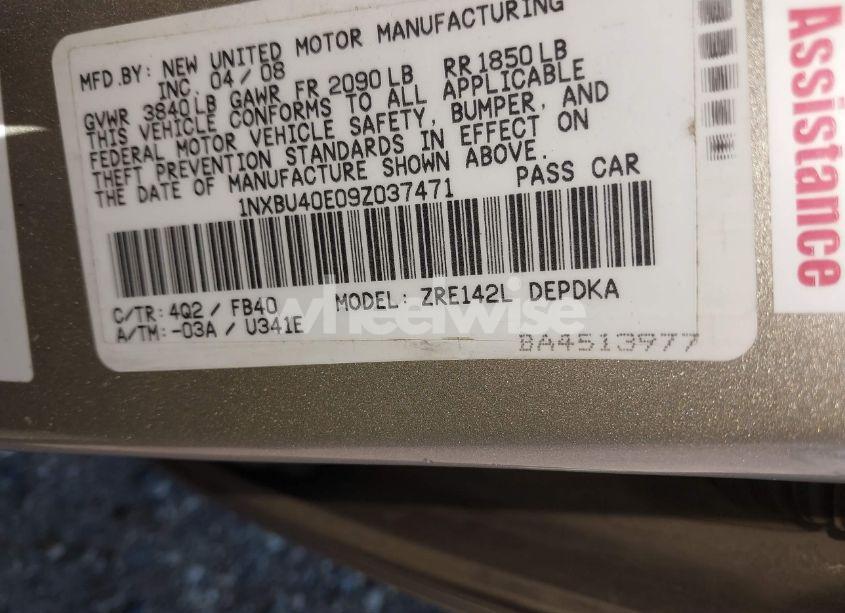 MFD.BY: NEW UNITED MOTOR MANUFACTURING
INC. 04/08
GVWR 3840LB GAWR FR 2090LB RR1850LB
THIS VEHICLE CONFORMS TO ALL APPLICABLE
FEDERAL MOTOR VEHICLE SAFETY, BUMPER, AND
THEFT PREVENTION STANDARDS IN EFFECT ON
THE DATE OF MANUFACTURE SHOWN ABOVE.
1NXBU40E09Z037471 PASS CAR
C/TR: 4Q2 / FB40 MODEL: ZRE142L DEPDKA
A/TM: -03A / U341E
BA4513977
Assistance
wheelwise